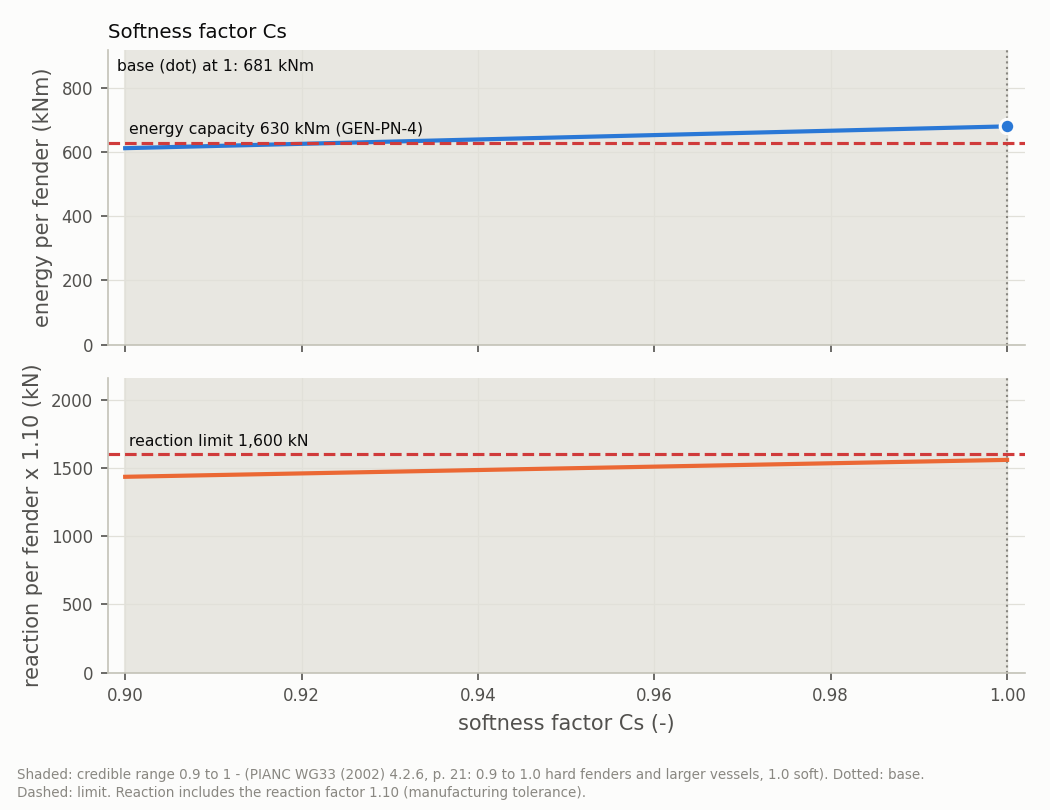 Softness factor Cs
base (dot) at 1: 681 kNm
energy capacity 630 kNm (GEN-PN-4)
energy per fender (kNm)
800
600
400
200
0
reaction limit 1,600 kN
reaction per fender x 1.10 (kN)
2000
1500
1000
500
0
0.90 0.92 0.94 0.96 0.98 1.00
softness factor Cs (-)
Shaded: credible range 0.9 to 1 - (PIANC WG33 (2002) 4.2.6, p. 21: 0.9 to 1.0 hard fenders and larger vessels, 1.0 soft). Dotted: base.
Dashed: limit. Reaction includes the reaction factor 1.10 (manufacturing tolerance).